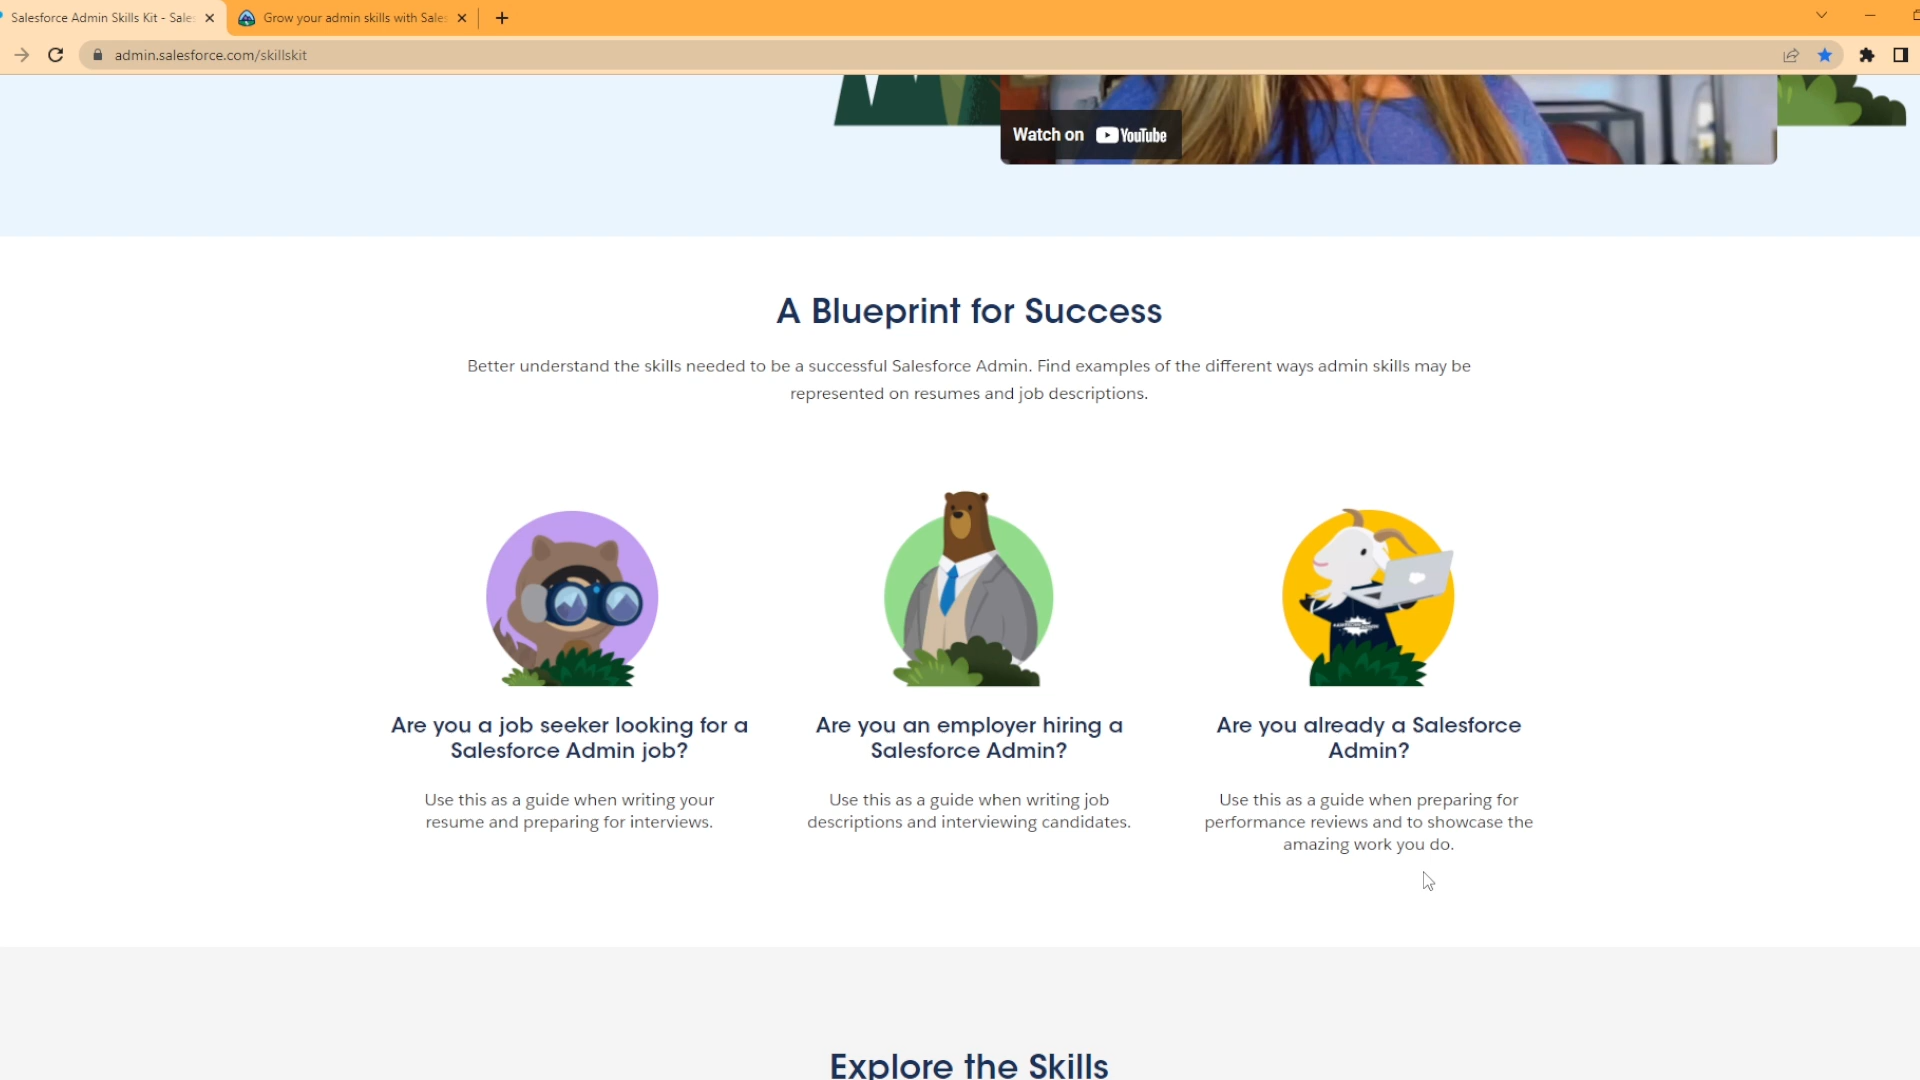 Salesforce Admin Skills Kit - Sale
Grow your admin skills with Sale
admin.salesforce.com/skillskit
Watch on YouTube
A Blueprint for Success
Better understand the skills needed to be a successful Salesforce Admin. Find examples of the different ways admin skills may be
represented on resumes and job descriptions.
Are you a job seeker looking for a
Salesforce Admin job?
Use this as a guide when writing your
resume and preparing for interviews.
Are you an employer hiring a
Salesforce Admin?
Use this as a guide when writing job
descriptions and interviewing candidates.
Are you already a Salesforce
Admin?
Use this as a guide when preparing for
performance reviews and to showcase the
amazing work you do.
Explore the Skills